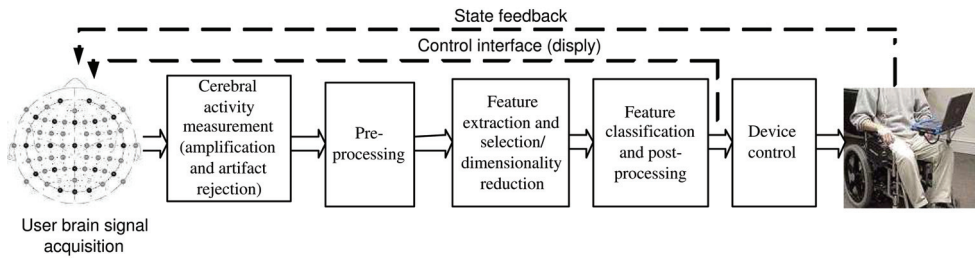 State feedback
Control interface (disply)
Cerebral
activity
measurement
(amplification
and artifact
rejection)
Pre-
processing
Feature
extraction and
selection/
dimensionality
reduction
Feature
classification
and post-
processing
Device
control
User brain signal
acquisition